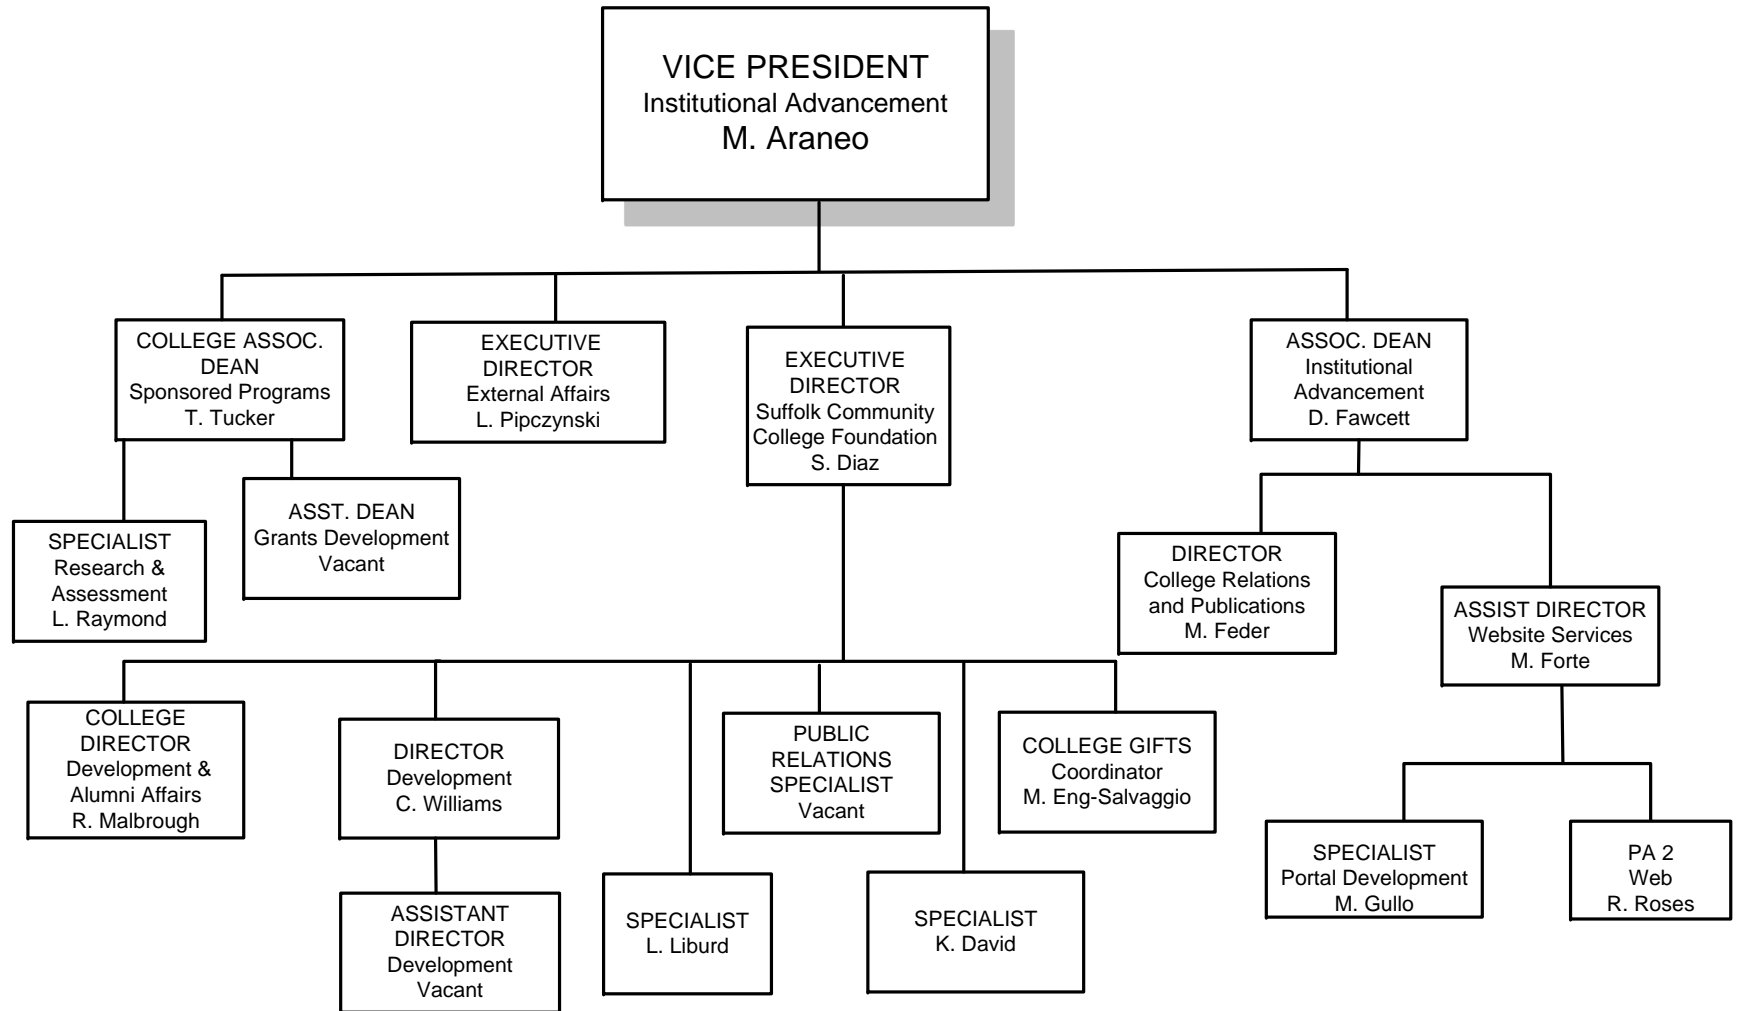 VICE PRESIDENT
Institutional Advancement
M. Araneo
COLLEGE ASSOC.
DEAN
Sponsored Programs
T. Tucker
EXECUTIVE
DIRECTOR
External Affairs
L. Pipczynski
EXECUTIVE
DIRECTOR
Suffolk Community
College Foundation
S. Diaz
ASSOC. DEAN
Institutional
Advancement
D. Fawcett
SPECIALIST
Research &
Assessment
L. Raymond
ASST. DEAN
Grants Development
Vacant
DIRECTOR
College Relations
and Publications
M. Feder
ASSIST DIRECTOR
Website Services
M. Forte
COLLEGE
DIRECTOR
Development &
Alumni Affairs
R. Malbrough
DIRECTOR
Development
C. Williams
PUBLIC
RELATIONS
SPECIALIST
Vacant
COLLEGE GIFTS
Coordinator
M. Eng-Salvaggio
ASSISTANT
DIRECTOR
Development
Vacant
SPECIALIST
L. Liburd
SPECIALIST
K. David
SPECIALIST
Portal Development
M. Gullo
PA 2
Web
R. Roses